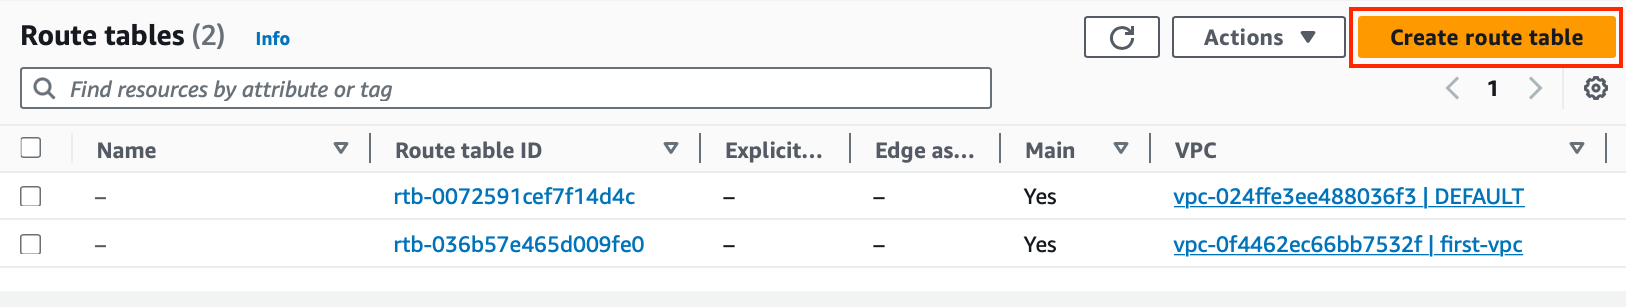 Route tables (2) Info Actions Create route table
Find resources by attribute or tag 1
Name Route table ID Explicit... Edge as... Main VPC
– rtb-0072591cef7f14d4c – – Yes vpc-024ffe3ee488036f3 | DEFAULT
– rtb-036b57e465d009fe0 – – Yes vpc-0f4462ec66bb7532f | first-vpc